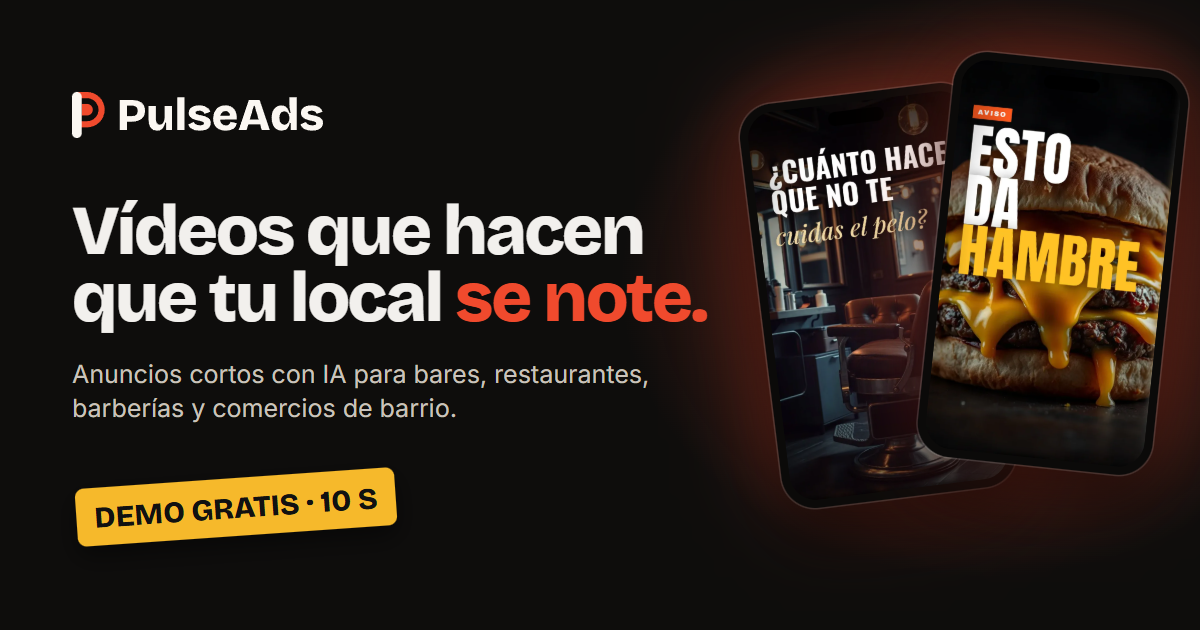 PulseAds
Vídeos que hacen
que tu local se note.
Anuncios cortos con IA para bares, restaurantes,
barberías y comercios de barrio.
DEMO GRATIS · 10 S
¿CUÁNTO HACE
QUE NO TE
cuidas el pelo?
AVISO
ESTO
DA
HAMBRE